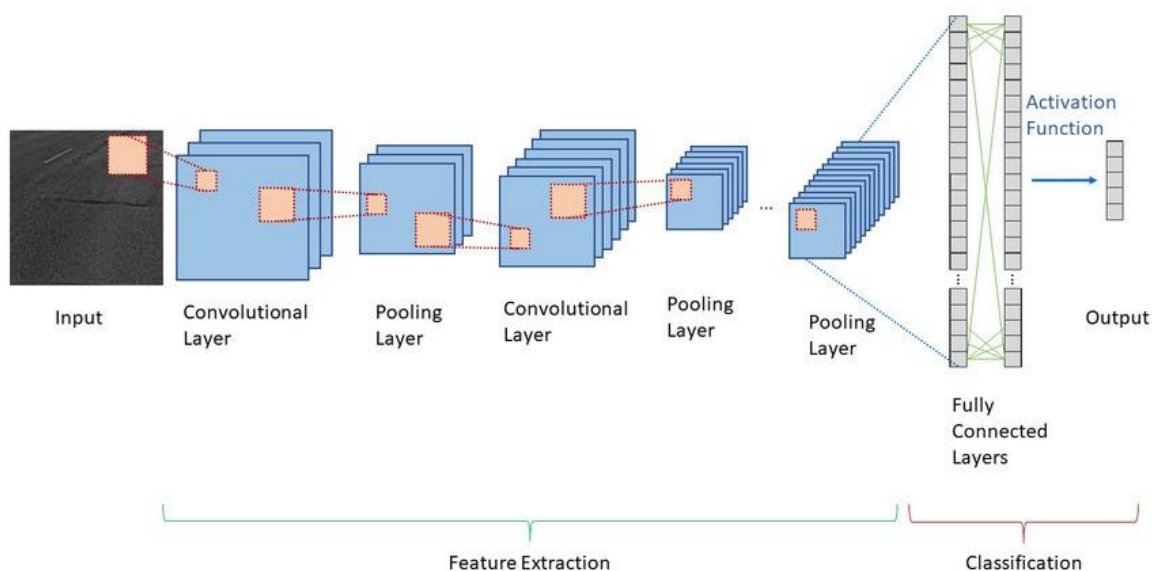 Activation
Function
...
Input
Convolutional
Layer
Pooling
Layer
Convolutional
Layer
Pooling
Layer
Pooling
Layer
Output
Fully
Connected
Layers
Feature Extraction
Classification